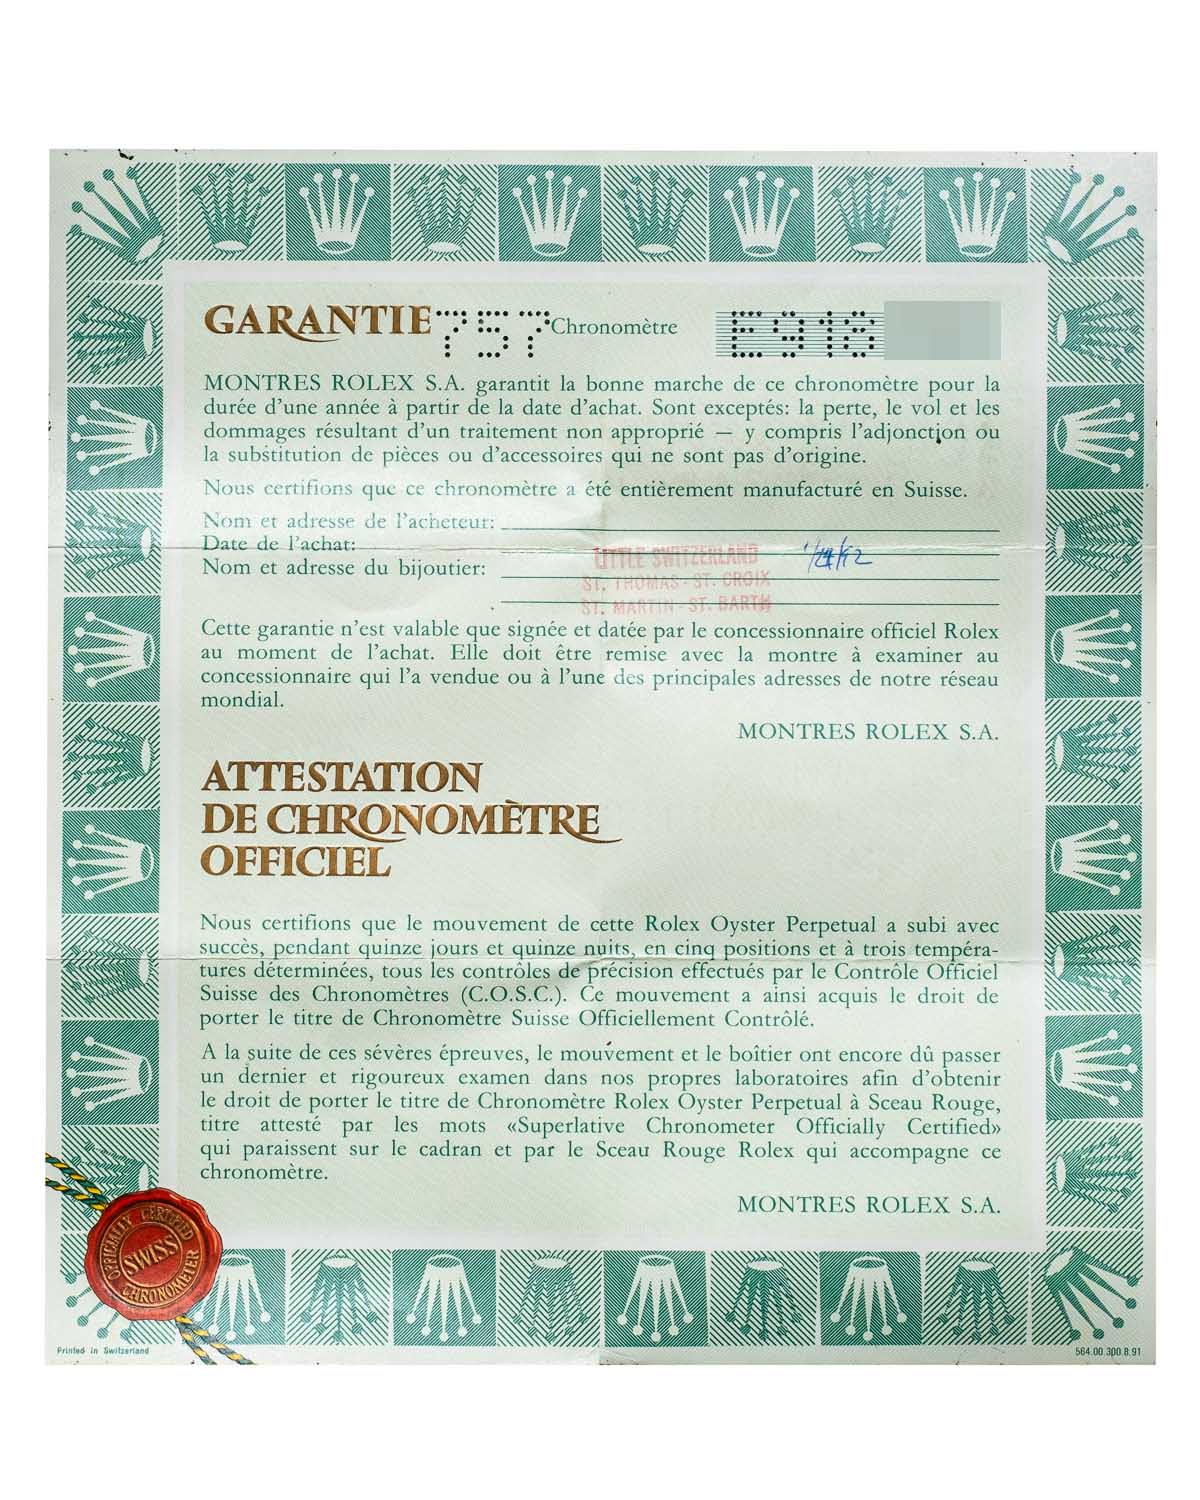 GARANTIE 757 Chronomètre E918
MONTRES ROLEX S.A. garantit la bonne marche de ce chronomètre pour la
durée d'une année à partir de la date d'achat. Sont exceptés: la perte, le vol et les
dommages résultant d'un traitement non approprié — y compris l'adjonction ou
la substitution de pièces ou d'accessoires qui ne sont pas d'origine.
Nous certifions que ce chronomètre a été entièrement manufacturé en Suisse.
Nom et adresse de l'acheteur:
Date de l'achat:
Nom et adresse du bijoutier:
LITTLE SWITZERLAND
ST. THOMAS - ST. CROIX
ST. MARTIN - ST. BARTH
Cette garantie n'est valable que signée et datée par le concessionnaire officiel Rolex
au moment de l'achat. Elle doit être remise avec la montre à examiner au
concessionnaire qui l'a vendue ou à l'une des principales adresses de notre réseau
mondial.
MONTRES ROLEX S.A.
ATTESTATION
DE CHRONOMÈTRE
OFFICIEL
Nous certifions que le mouvement de cette Rolex Oyster Perpetual a subi avec
succès, pendant quinze jours et quinze nuits, en cinq positions et à trois tempéra-
tures déterminées, tous les contrôles de précision effectués par le Contrôle Officiel
Suisse des Chronomètres (C.O.S.C.). Ce mouvement a ainsi acquis le droit de
porter le titre de Chronomètre Suisse Officiellement Contrôlé.
A la suite de ces sévères épreuves, le mouvement et le boîtier ont encore dû passer
un dernier et rigoureux examen dans nos propres laboratoires afin d'obtenir
le droit de porter le titre de Chronomètre Rolex Oyster Perpetual à Sceau Rouge,
titre attesté par les mots «Superlative Chronometer Officially Certified»
qui paraissent sur le cadran et par le Sceau Rouge Rolex qui accompagne ce
chronomètre.
MONTRES ROLEX S.A.
OFFICIALLY CERTIFIED
SWISS
CHRONOMETER
Printed in Switzerland
564.00.300.8.91